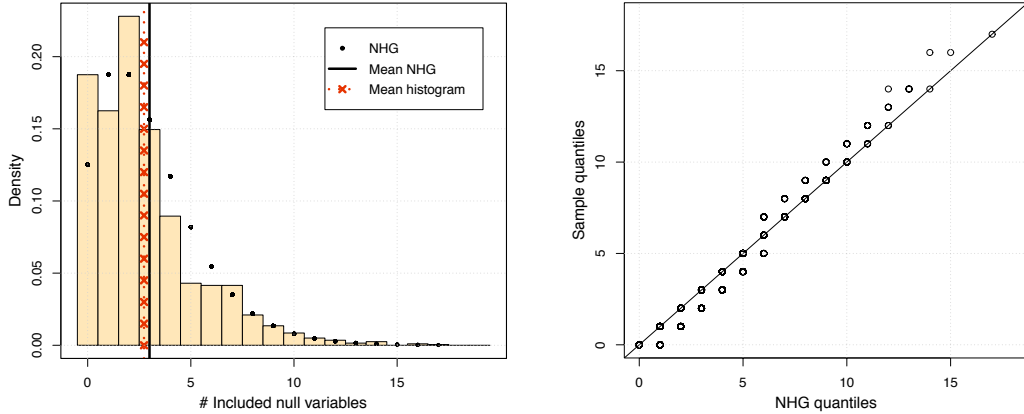 NHG
Mean NHG
Mean histogram
0.20
0.15
0.10
0.05
0.00
Density
0 5 10 15
# Included null variables
15
10
5
0
Sample quantiles
0 5 10 15
NHG quantiles